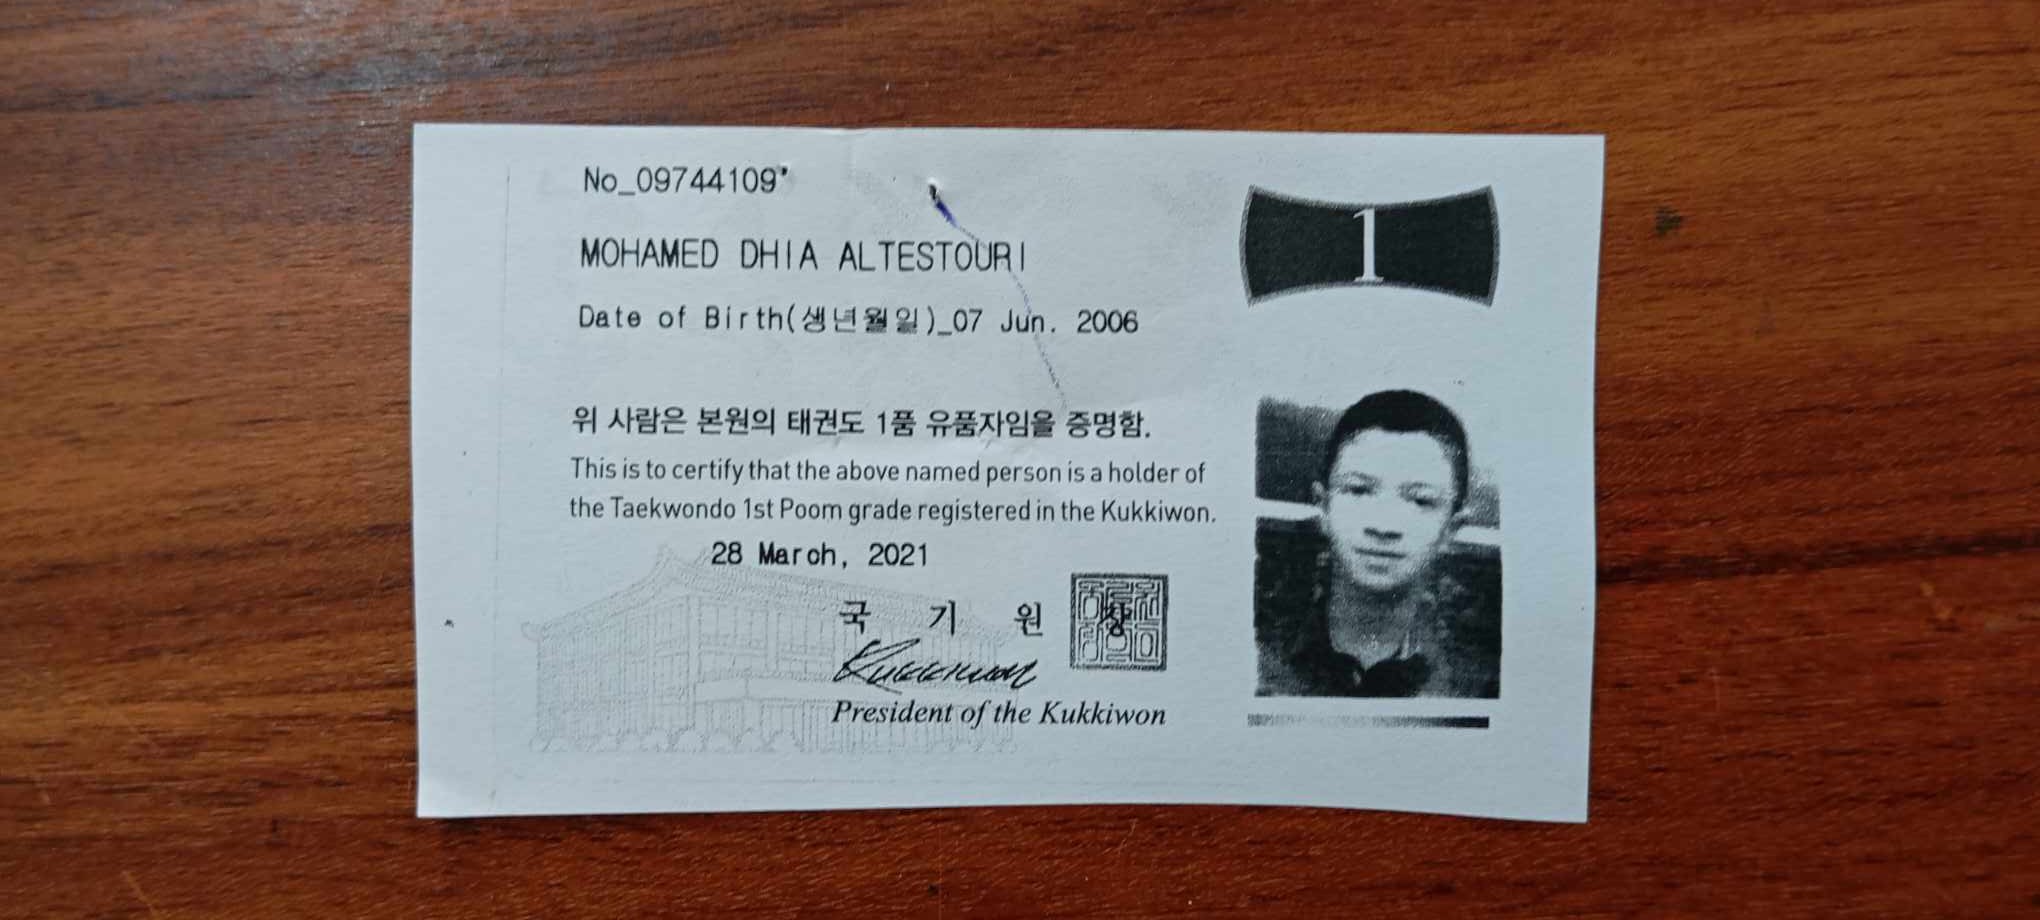 No_09744109
1
MOHAMED DHIA ALTESTOURI
Date of Birth(생년월일)_07 Jun. 2006
위 사람은 본원의 태권도 1품 유품자임을 증명함.
This is to certify that the above named person is a holder of
the Taekwondo 1st Poom grade registered in the Kukkiwon.
28 March, 2021
국 기 원 장
Kukkiwon
President of the Kukkiwon